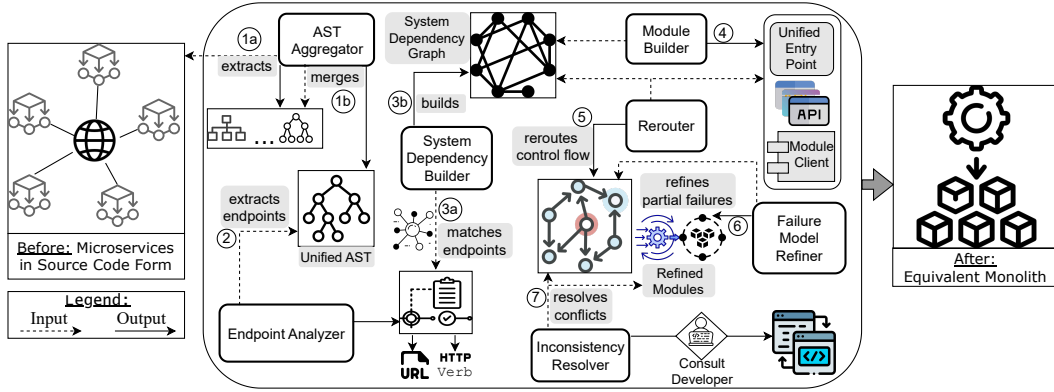 Before: Microservices
in Source Code Form
Legend:
Input
Output
1a
extracts
AST
Aggregator
merges
1b
...
extracts
endpoints
2
Unified AST
Endpoint Analyzer
System
Dependency
Graph
3b
builds
System
Dependency
Builder
3a
matches
endpoints
URL
HTTP
Verb
Module
Builder
4
Rerouter
5
reroutes
control flow
refines
partial failures
6
Failure
Model
Refiner
Refined
Modules
7
resolves
conflicts
Inconsistency
Resolver
Consult
Developer
</>
Unified
Entry
Point
API
Module
Client
After:
Equivalent Monolith